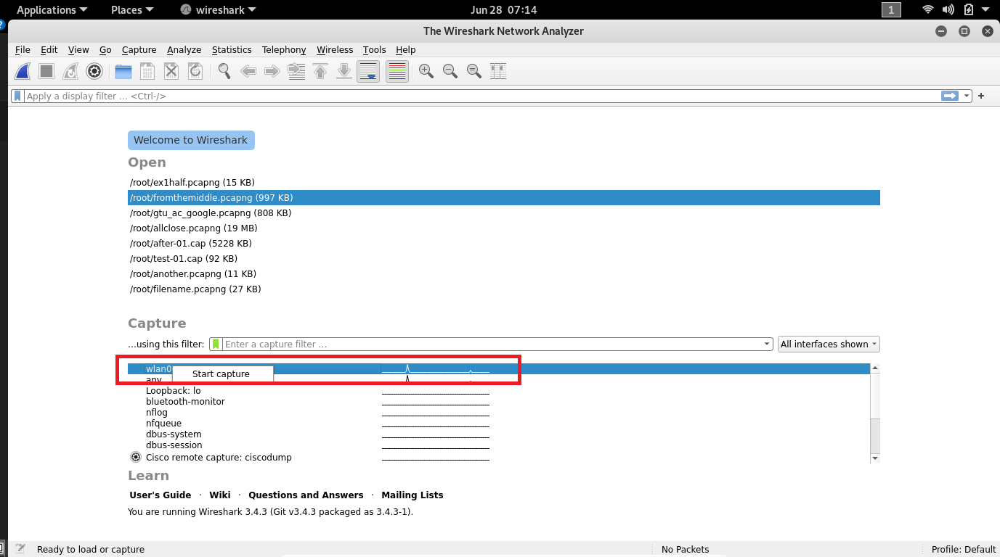 Applications Places wireshark Jun 28 07:14 1
The Wireshark Network Analyzer
File Edit View Go Capture Analyze Statistics Telephony Wireless Tools Help
Apply a display filter ... <Ctrl-/>
Welcome to Wireshark
Open
/root/ex1half.pcapng (15 KB)
/root/fromthemiddle.pcapng (997 KB)
/root/gtu_ac_google.pcapng (808 KB)
/root/allclose.pcapng (19 MB)
/root/after-01.cap (5228 KB)
/root/test-01.cap (92 KB)
/root/another.pcapng (11 KB)
/root/filename.pcapng (27 KB)
Capture
...using this filter: Enter a capture filter ... All interfaces shown
wlan0
Start capture
any
Loopback: lo
bluetooth-monitor
nflog
nfqueue
dbus-system
dbus-session
Cisco remote capture: ciscodump
Learn
User's Guide · Wiki · Questions and Answers · Mailing Lists
You are running Wireshark 3.4.3 (Git v3.4.3 packaged as 3.4.3-1).
Ready to load or capture No Packets Profile: Default